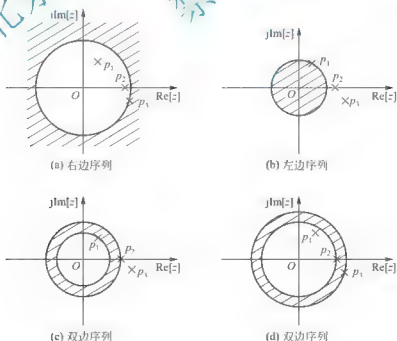 jIm[z]
p₁
p₂
O
p₃
Re[z]
(a) 右边序列
jIm[z]
p₁
p₂
O
p₃
Re[z]
(b) 左边序列
jIm[z]
p₁
p₂
O
p₃
Re[z]
(c) 双边序列
jIm[z]
p₁
p₂
O
p₃
Re[z]
(d) 双边序列